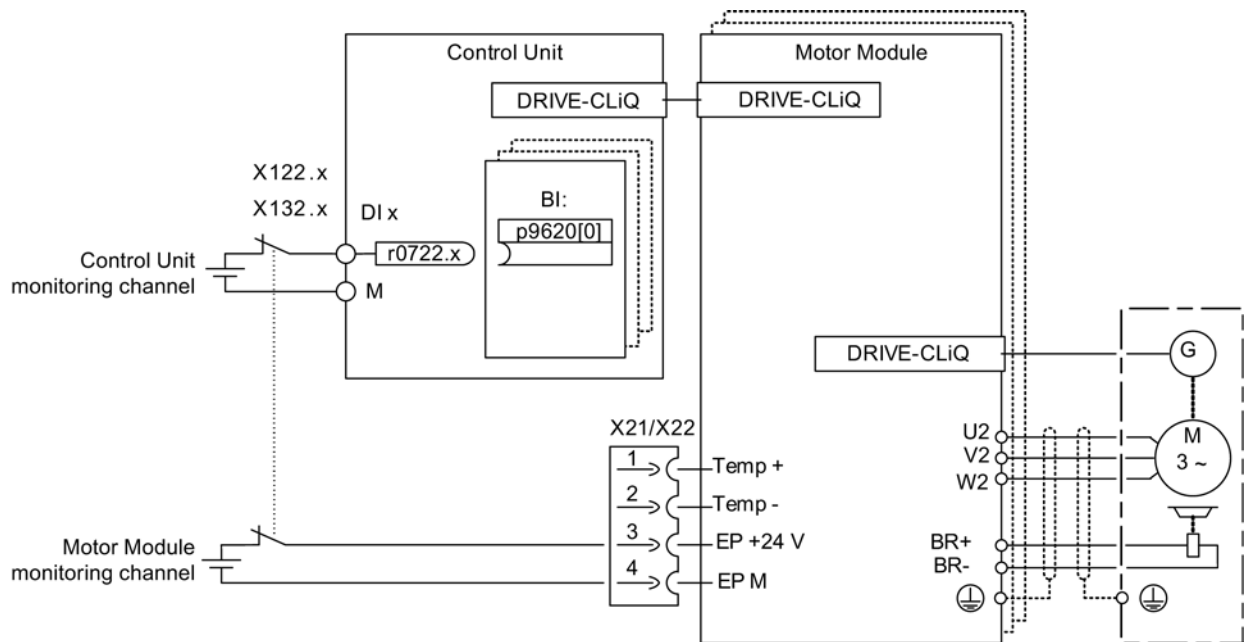 Control Unit
Motor Module
DRIVE-CLiQ
DRIVE-CLiQ
X122.x
X132.x
BI:
DI x
p9620[0]
r0722.x
Control Unit
monitoring channel
M
DRIVE-CLiQ
G
X21/X22
U2
V2
W2
M
3 ~
1
Temp +
2
Temp -
3
EP +24 V
4
EP M
BR+
BR-
Motor Module
monitoring channel